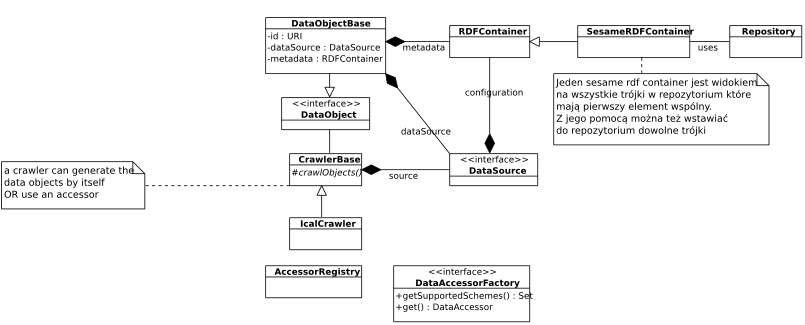 DataObjectBase
-id : URI
-dataSource : DataSource
-metadata : RDFContainer
metadata
RDFContainer
SesameRDFContainer
uses
Repository
Jeden sesame rdf container jest widokiem
na wszystkie trójki w repozytorium które
mają pierwszy element wspólny.
Z jego pomocą można też wstawiać
do repozytorium dowolne trójki
configuration
<<interface>>
DataObject
dataSource
CrawlerBase
#crawlObjects()
source
<<interface>>
DataSource
a crawler can generate the
data objects by itself
OR use an accessor
IcalCrawler
AccessorRegistry
<<interface>>
DataAccessorFactory
+getSupportedSchemes() : Set
+get() : DataAccessor